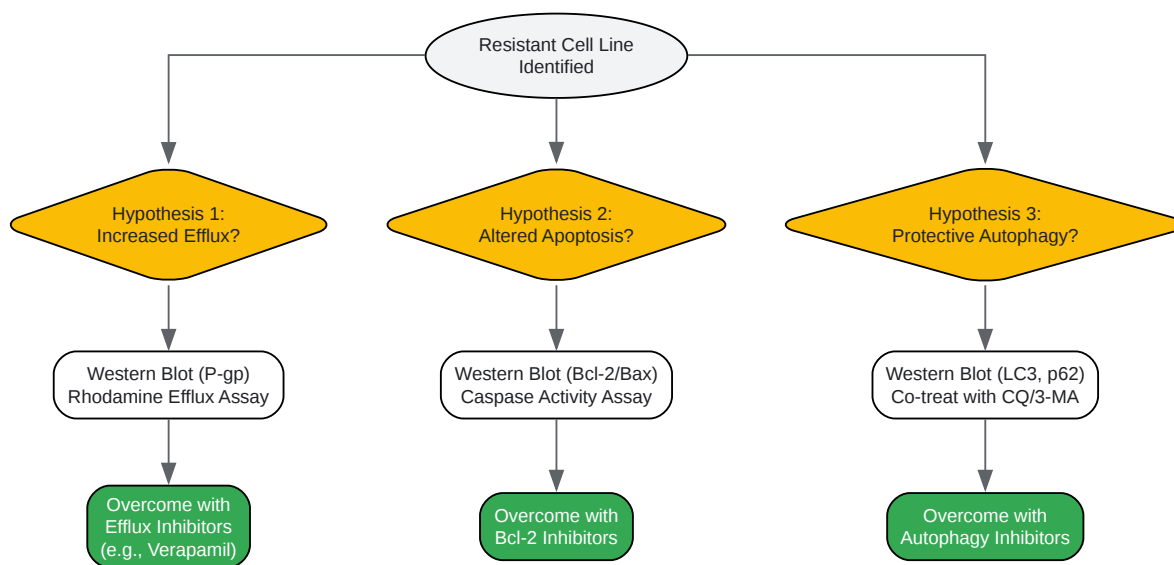 Resistant Cell Line
Identified
Hypothesis 1:
Increased Efflux?
Hypothesis 2:
Altered Apoptosis?
Hypothesis 3:
Protective Autophagy?
Western Blot (P-gp)
Rhodamine Efflux Assay
Western Blot (Bcl-2/Bax)
Caspase Activity Assay
Western Blot (LC3, p62)
Co-treat with CQ/3-MA
Overcome with
Efflux Inhibitors
(e.g., Verapamil)
Overcome with
Bcl-2 Inhibitors
Overcome with
Autophagy Inhibitors